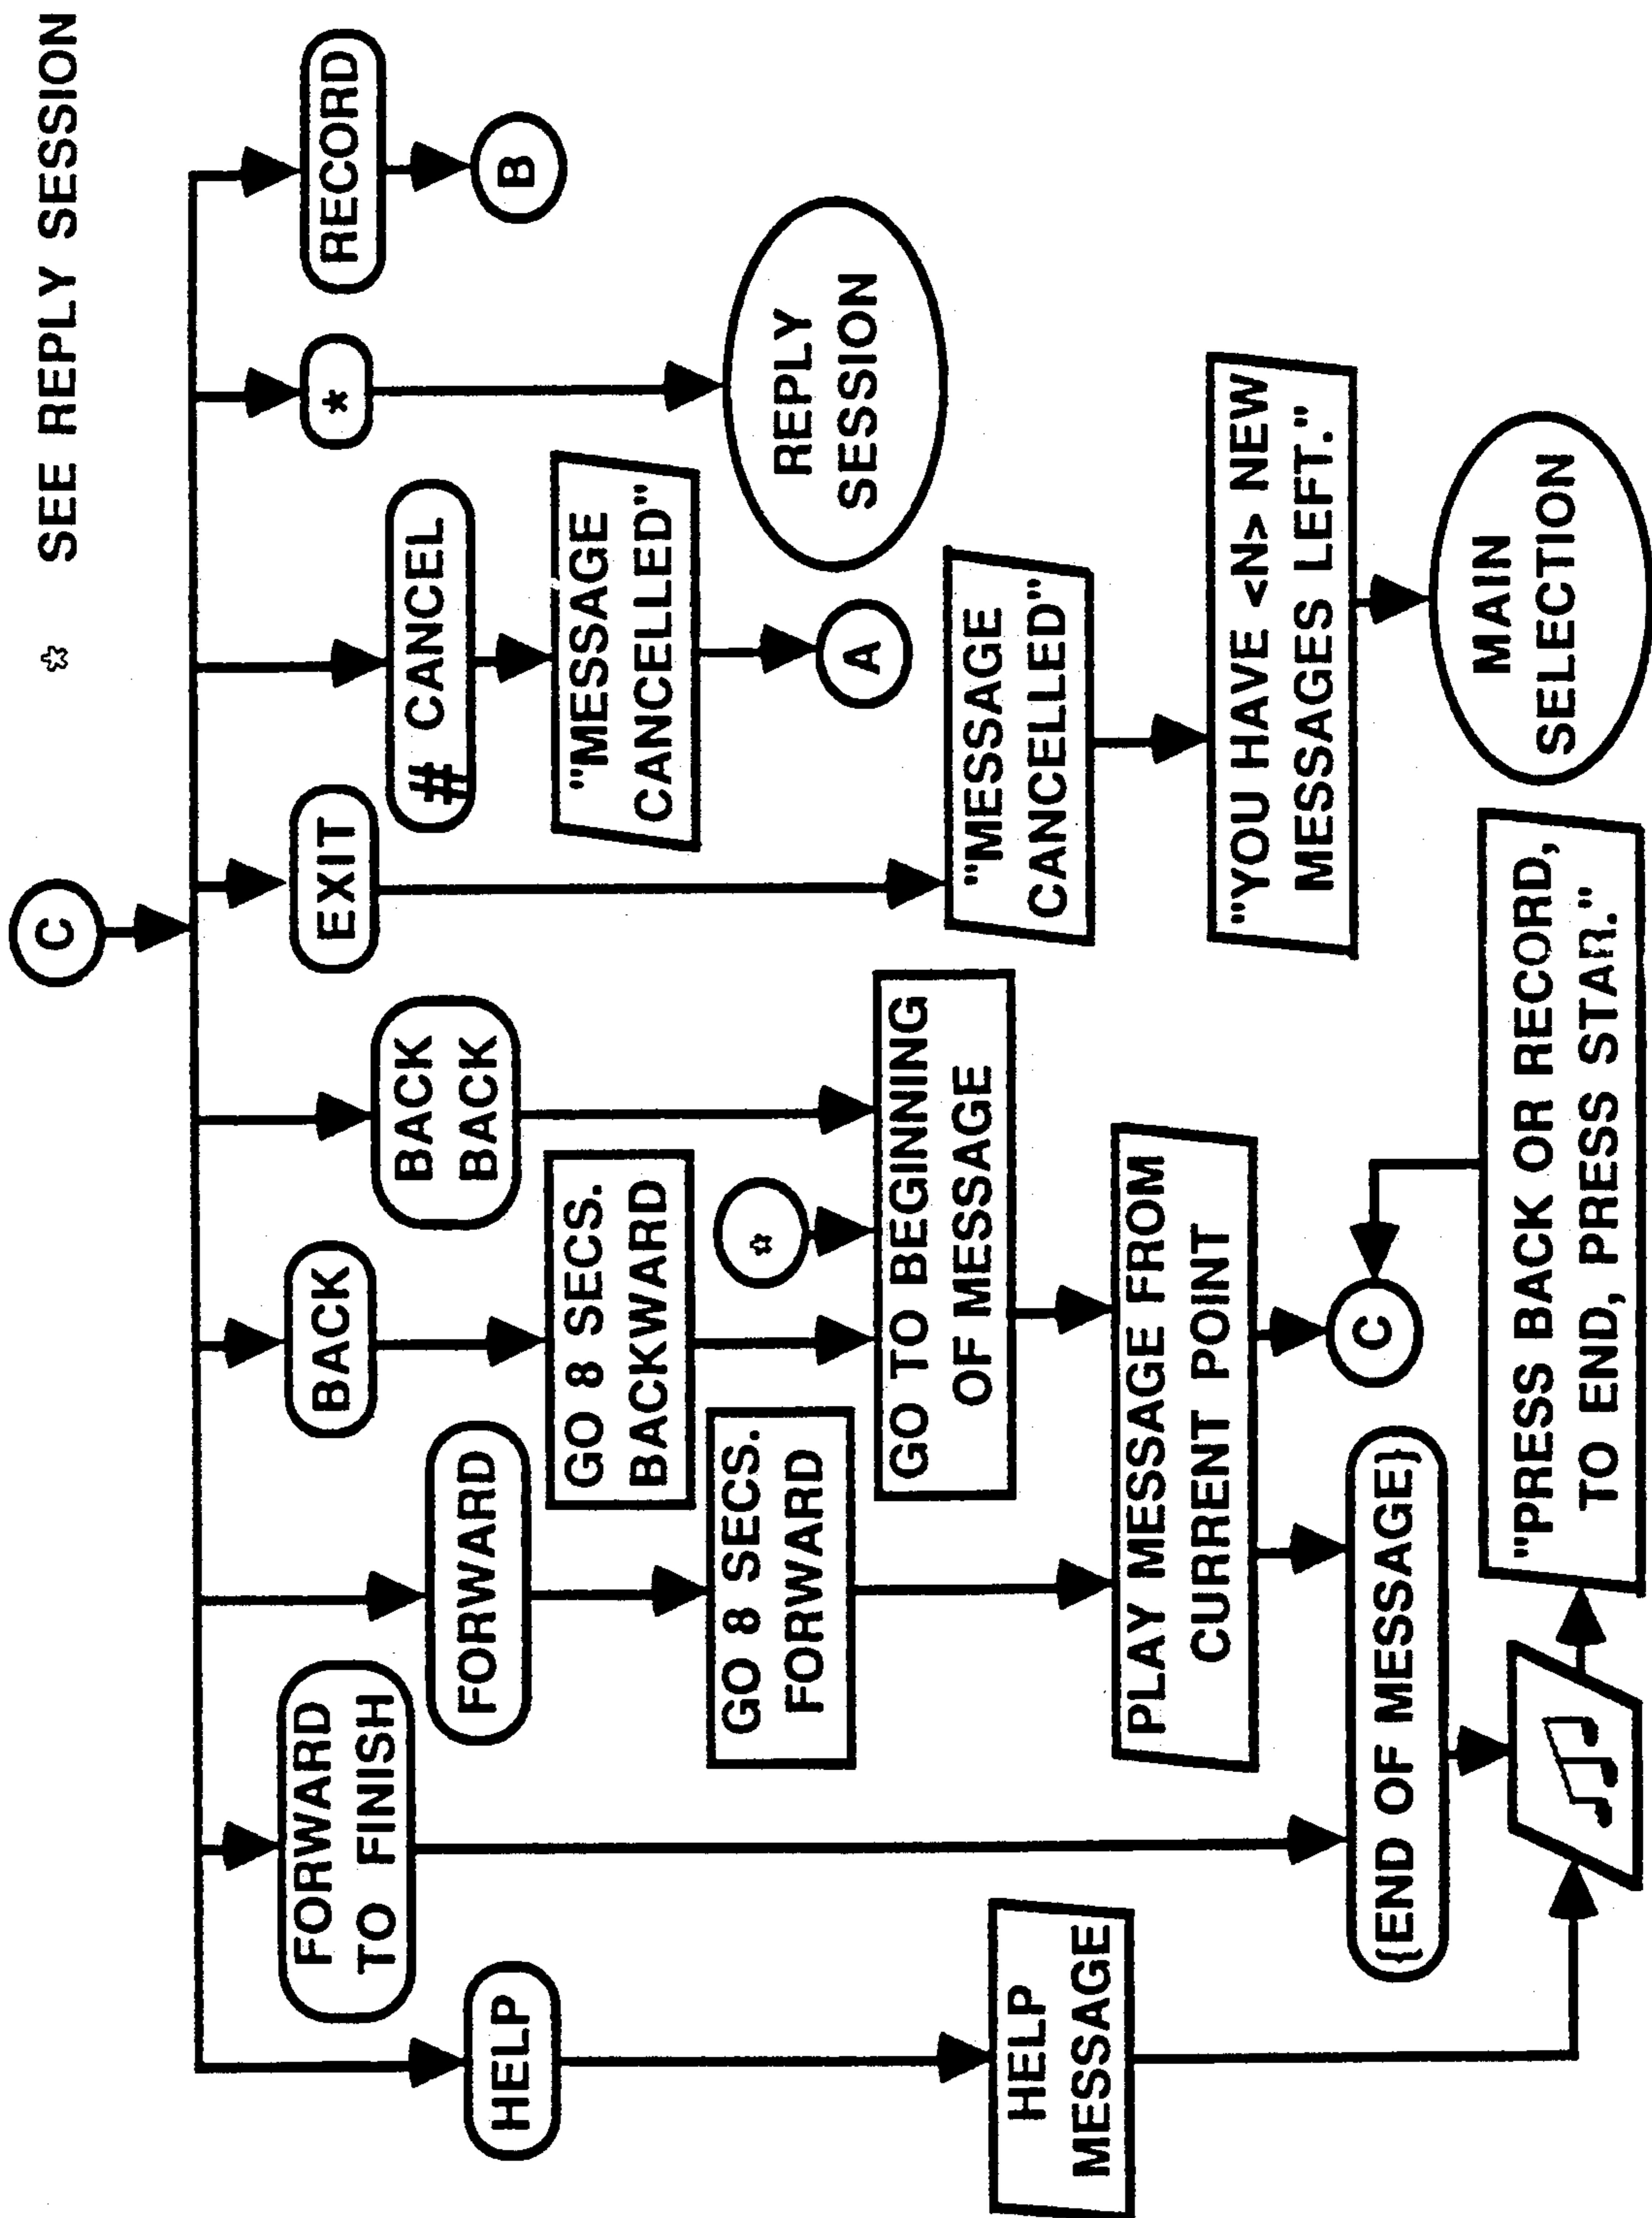 C
* SEE REPLY SESSION
HELP
FORWARD
TO FINISH
FORWARD
BACK
BACK
BACK
EXIT
# CANCEL
*
RECORD
B
GO 8 SECS.
BACKWARD
"MESSAGE
CANCELLED"
GO 8 SECS.
FORWARD
*
A
REPLY
SESSION
GO TO BEGINNING
OF MESSAGE
"MESSAGE
CANCELLED"
HELP
MESSAGE
PLAY MESSAGE FROM
CURRENT POINT
"YOU HAVE <N> NEW
MESSAGES LEFT."
{END OF MESSAGE}
C
MAIN
SELECTION
"PRESS BACK OR RECORD,
TO END, PRESS STAR."